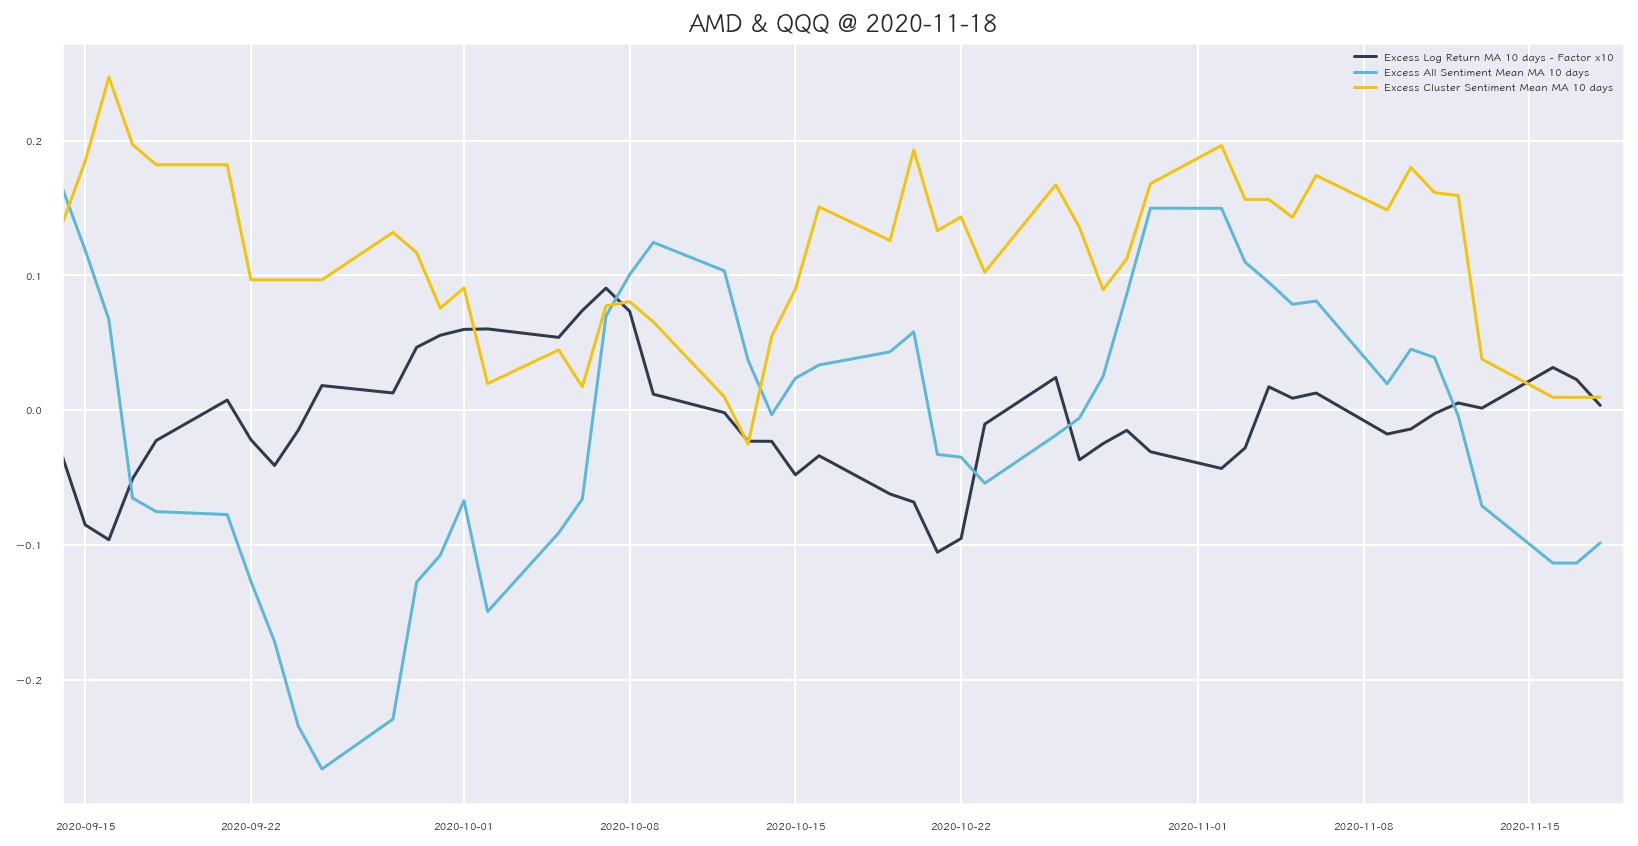 AMD & QQQ @ 2020-11-18
Excess Log Return MA 10 days - Factor x10
Excess All Sentiment Mean MA 10 days
Excess Cluster Sentiment Mean MA 10 days
0.2
0.1
0.0
−0.1
−0.2
2020-09-15 2020-09-22 2020-10-01 2020-10-08 2020-10-15 2020-10-22 2020-11-01 2020-11-08 2020-11-15